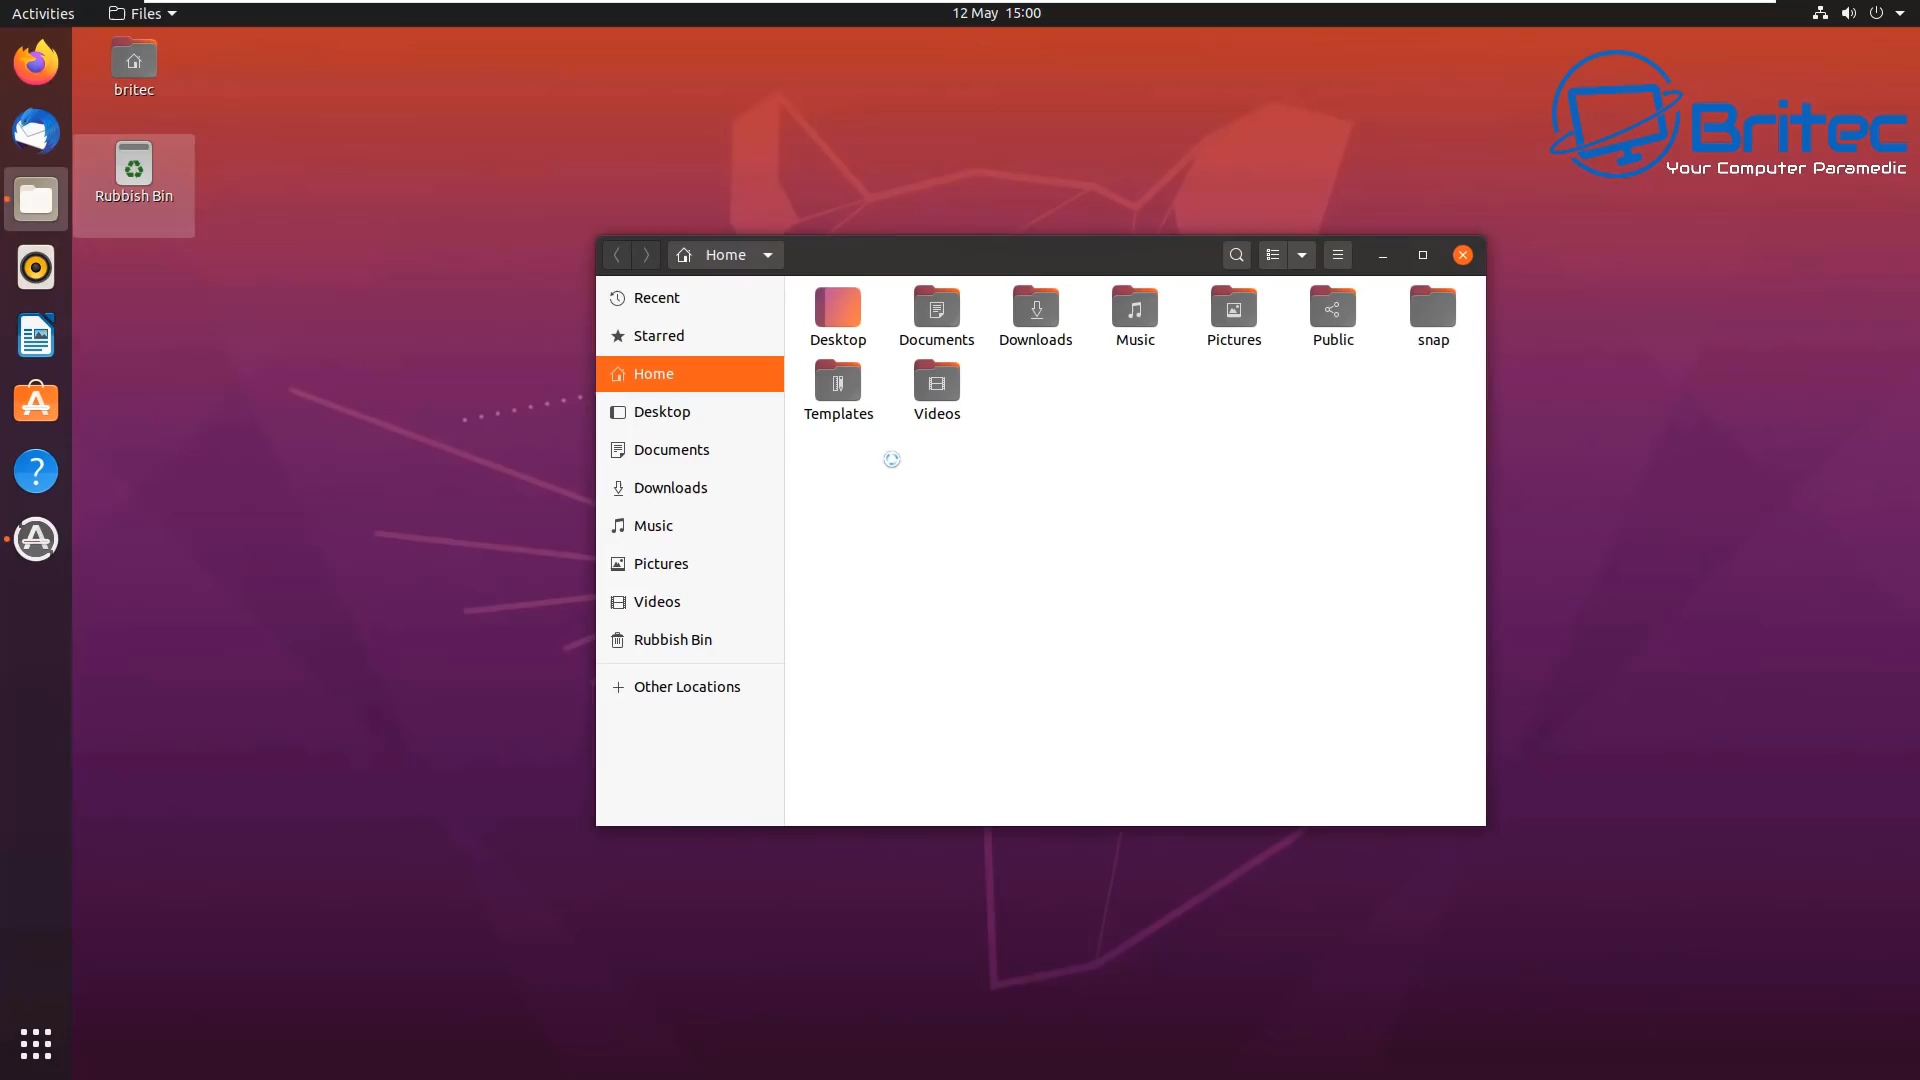 Activities
Files
12 May 15:00
britec
Rubbish Bin
Britec
Your Computer Paramedic
Home
Recent
Starred
Home
Desktop
Documents
Downloads
Music
Pictures
Videos
Rubbish Bin
Other Locations
Desktop
Documents
Downloads
Music
Pictures
Public
snap
Templates
Videos